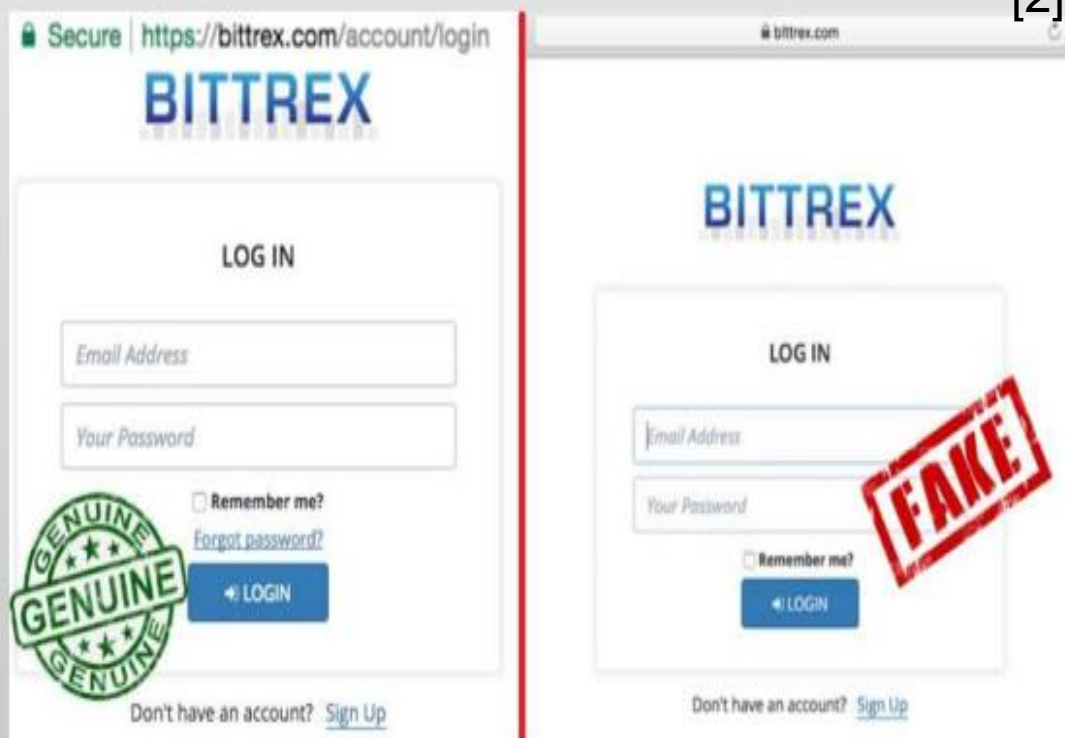 [2]
Secure | https://bittrex.com/account/login
BITTREX
LOG IN
Email Address
Your Password
Remember me?
Forgot password?
LOGIN
GENUINE
GENUINE
GENUINE
Don't have an account? Sign Up
BITTREX
LOG IN
Email Address
Your Password
FAKE
Remember me?
LOGIN
Don't have an account? Sign Up